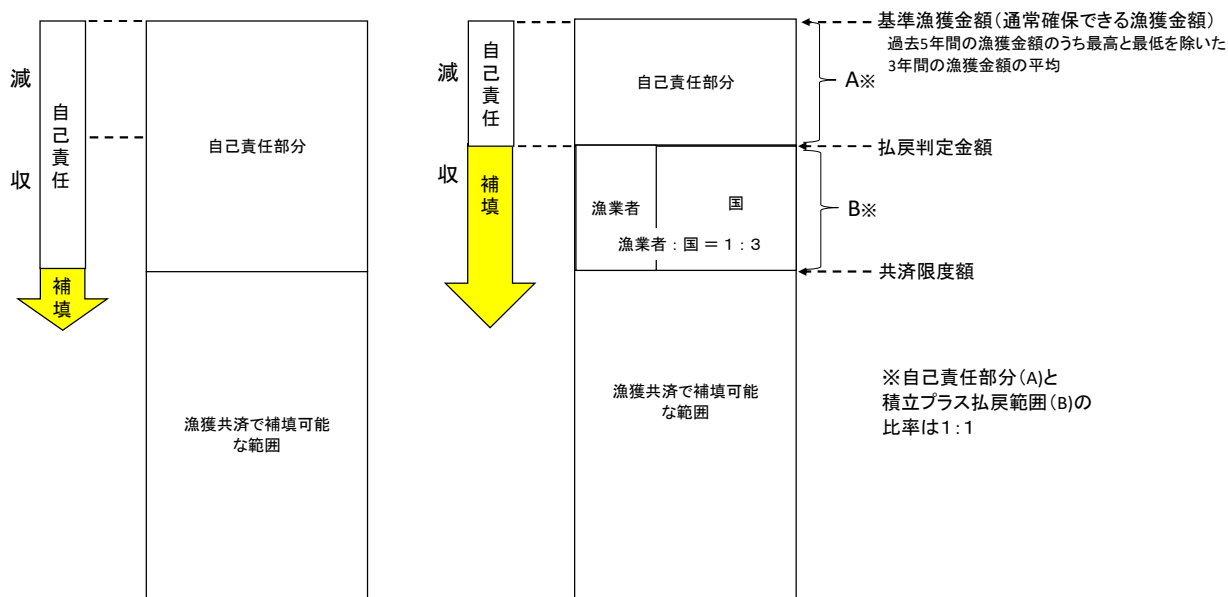 減
収
自己責任
補填
自己責任部分
漁獲共済で補填可能
な範囲
減
収
自己責任
補填
自己責任部分
漁業者
国
漁業者：国＝１：３
漁獲共済で補填可能
な範囲
基準漁獲金額（通常確保できる漁獲金額）
過去5年間の漁獲金額のうち最高と最低を除いた
3年間の漁獲金額の平均
A※
払戻判定金額
B※
共済限度額
※自己責任部分（A)と
積立プラス払戻範囲（B)の
比率は１：１